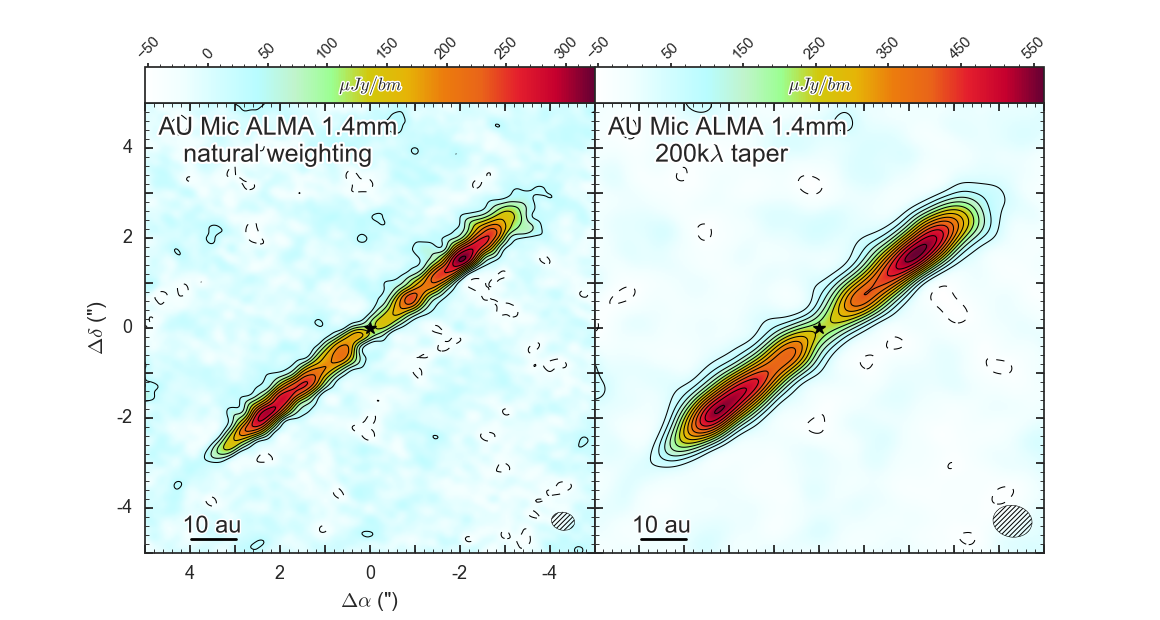 -50 0 50 100 150 200 250 300 -50 50 150 250 350 450 550
μJy/bm μJy/bm
AU Mic ALMA 1.4mm
natural weighting
AU Mic ALMA 1.4mm
200kλ taper
4
2
0
-2
-4
Δδ (")
10 au
10 au
4 2 0 -2 -4
Δα (")